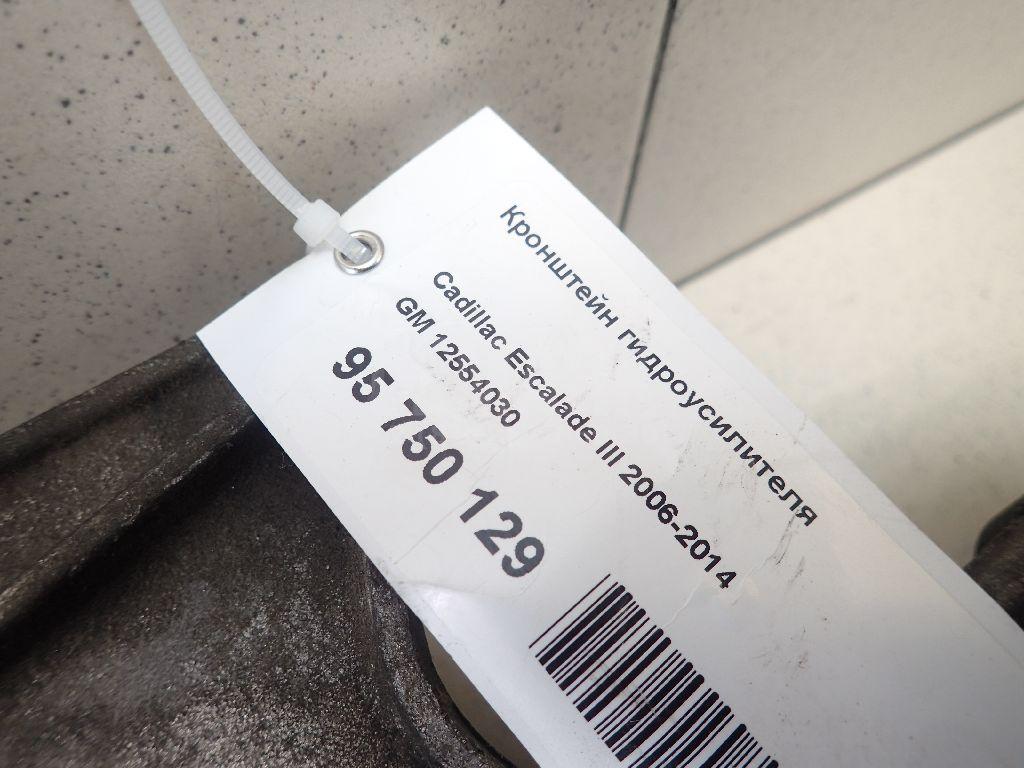 Кронштейн гидроусилителя
Cadillac Escalade III 2006-2014
GM 12554030
95 750 129